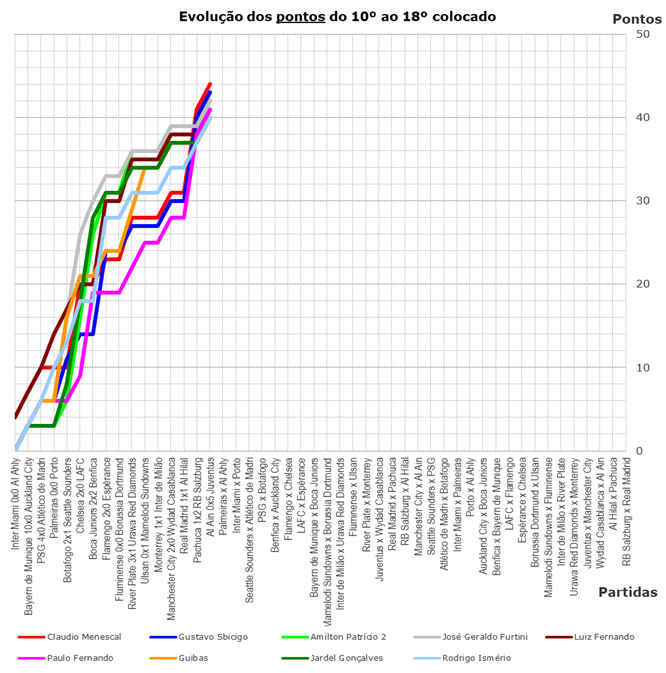 Evolução dos pontos do 10º ao 18º colocado
Pontos
50
40
30
20
10
0
Inter Miami 0x0 Al Ahly
Bayern de Munique 10x0 Auckland City
PSG 4x0 Atlético de Madri
Palmeiras 0x0 Porto
Botafogo 2x1 Seattle Sounders
Chelsea 2x0 LAFC
Boca Juniors 2x2 Benfica
Flamengo 2x0 Espérance
Fluminense 0x0 Borussia Dortmund
River Plate 3x1 Urawa Red Diamonds
Ulsan 0x1 Mamelodi Sundowns
Monterrey 1x1 Inter de Milão
Manchester City 2x0 Wydad Casablanca
Real Madrid 1x1 Al Hilal
Pachuca 1x2 RB Salzburg
Al Ain 0x5 Juventus
Palmeiras x Al Ahly
Inter Miami x Porto
Seattle Sounders x Atlético de Madri
PSG x Botafogo
Benfica x Auckland City
Flamengo x Chelsea
LAFC x Espérance
Bayern de Munique x Boca Juniors
Mamelodi Sundowns x Borussia Dortmund
Inter de Milão x Urawa Red Diamonds
Fluminense x Ulsan
River Plate x Monterrey
Juventus x Wydad Casablanca
Real Madrid x Pachuca
RB Salzburg x Al Hilal
Manchester City x Al Ain
Seattle Sounders x PSG
Atlético de Madri x Botafogo
Inter Miami x Palmeiras
Porto x Al Ahly
Auckland City x Boca Juniors
Benfica x Bayern de Munique
LAFC x Flamengo
Espérance x Chelsea
Borussia Dortmund x Ulsan
Mamelodi Sundowns x Fluminense
Inter de Milão x River Plate
Urawa Red Diamonds x Monterrey
Juventus x Manchester City
Wydad Casablanca x Al Ain
Al Hilal x Pachuca
RB Salzburg x Real Madrid
Partidas
Claudio Menescal
Gustavo Sbicigo
Amilton Patrício 2
José Geraldo Furtini
Luiz Fernando
Paulo Fernando
Guibas
Jardel Gonçalves
Rodrigo Ismério